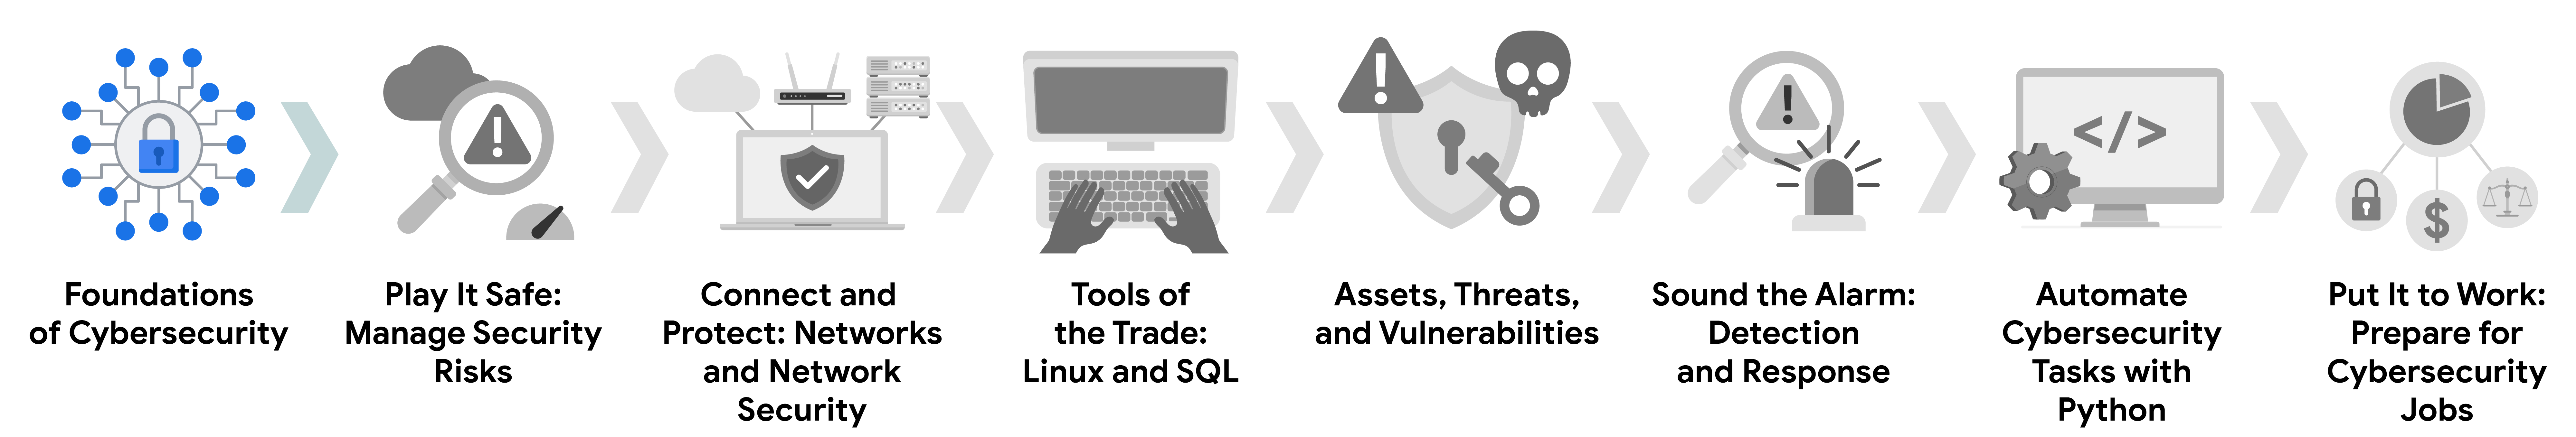 Foundations
of Cybersecurity
Play It Safe:
Manage Security
Risks
Connect and
Protect: Networks
and Network
Security
Tools of
the Trade:
Linux and SQL
Assets, Threats,
and Vulnerabilities
Sound the Alarm:
Detection
and Response
Automate
Cybersecurity
Tasks with
Python
Put It to Work:
Prepare for
Cybersecurity
Jobs